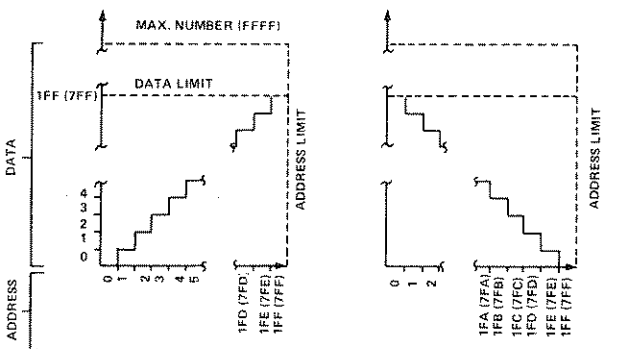 MAX. NUMBER (FFFF)
DATA LIMIT
1FF (7FF)
DATA
ADDRESS LIMIT
4
3
2
1
0
0
1
2
3
4
5
1FD (7FD)
1FE (7FE)
1FF (7FF)
ADDRESS
ADDRESS LIMIT
0
1
2
1FA (7FA)
1FB (7FB)
1FC (7FC)
1FD (7FD)
1FE (7FE)
1FF (7FF)